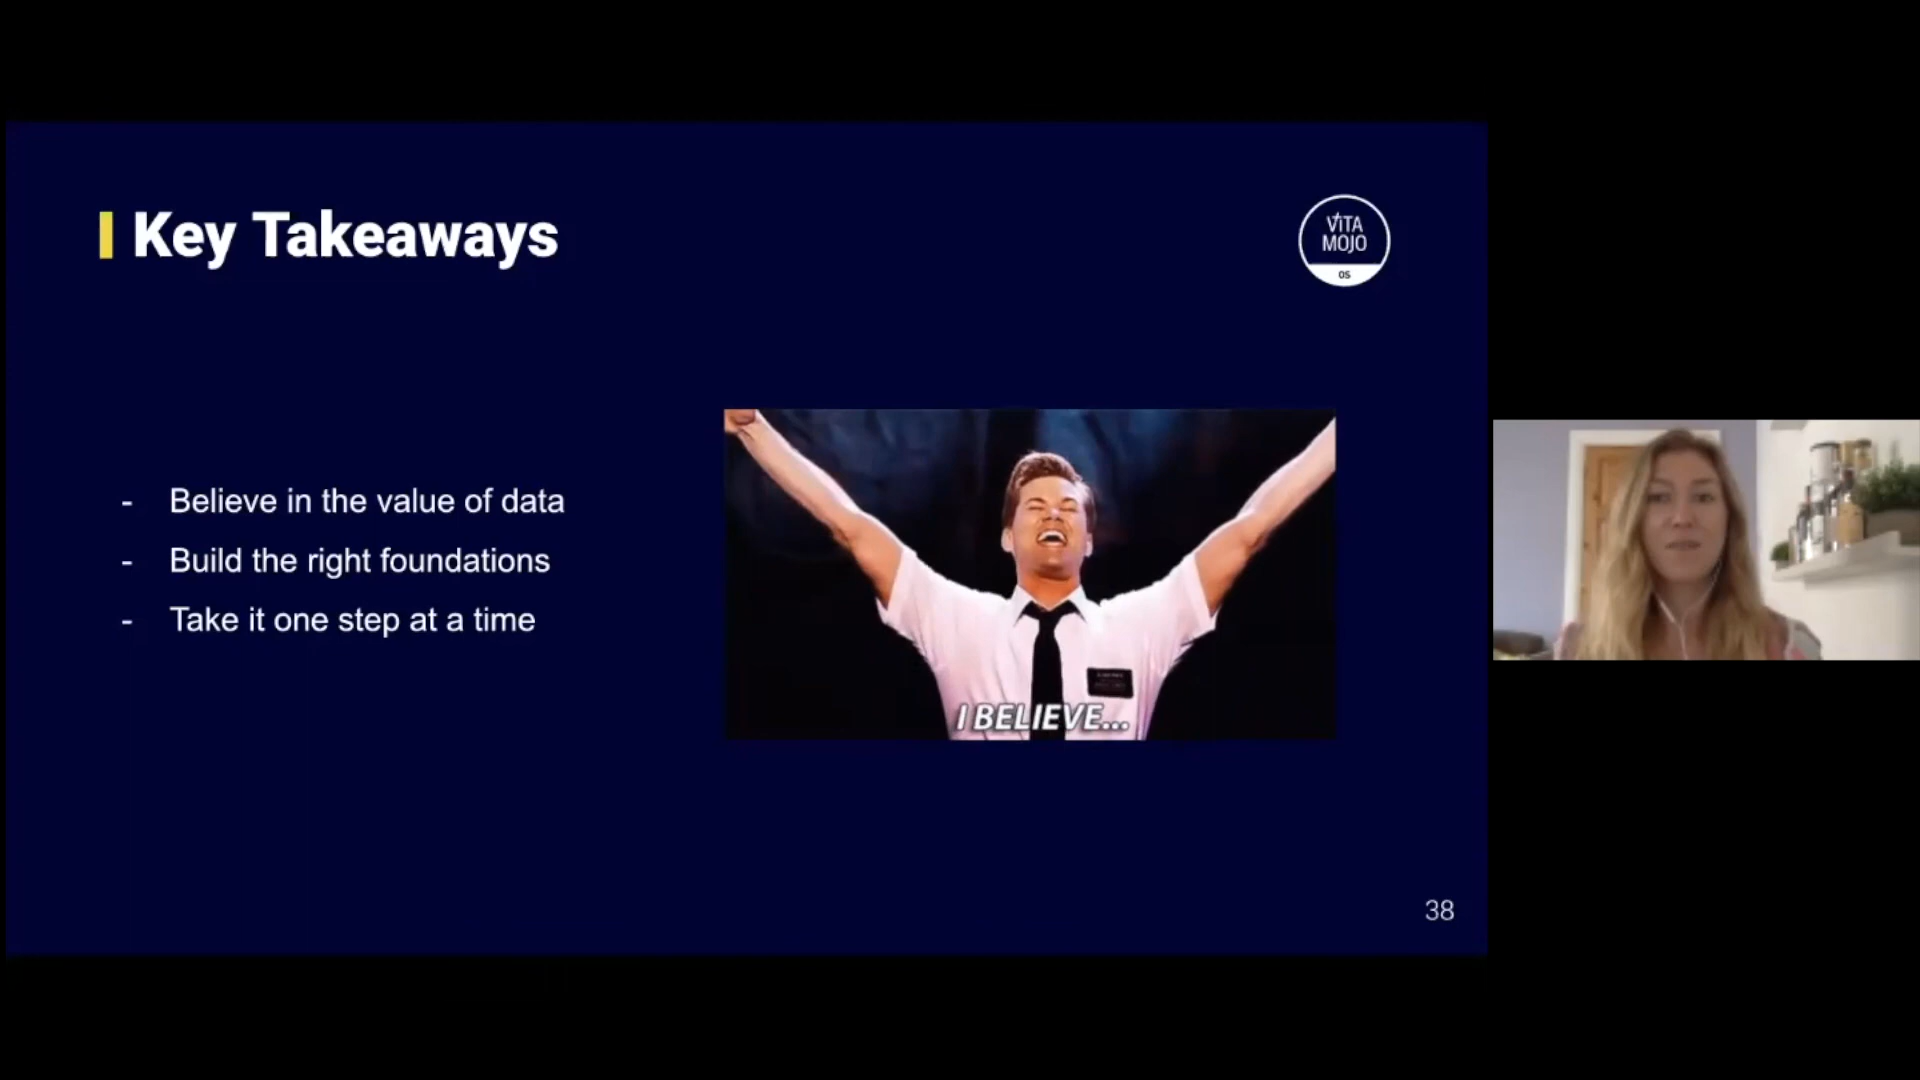 Key Takeaways
VITA
MOJO
OS
- Believe in the value of data
- Build the right foundations
- Take it one step at a time
I BELIEVE...
38